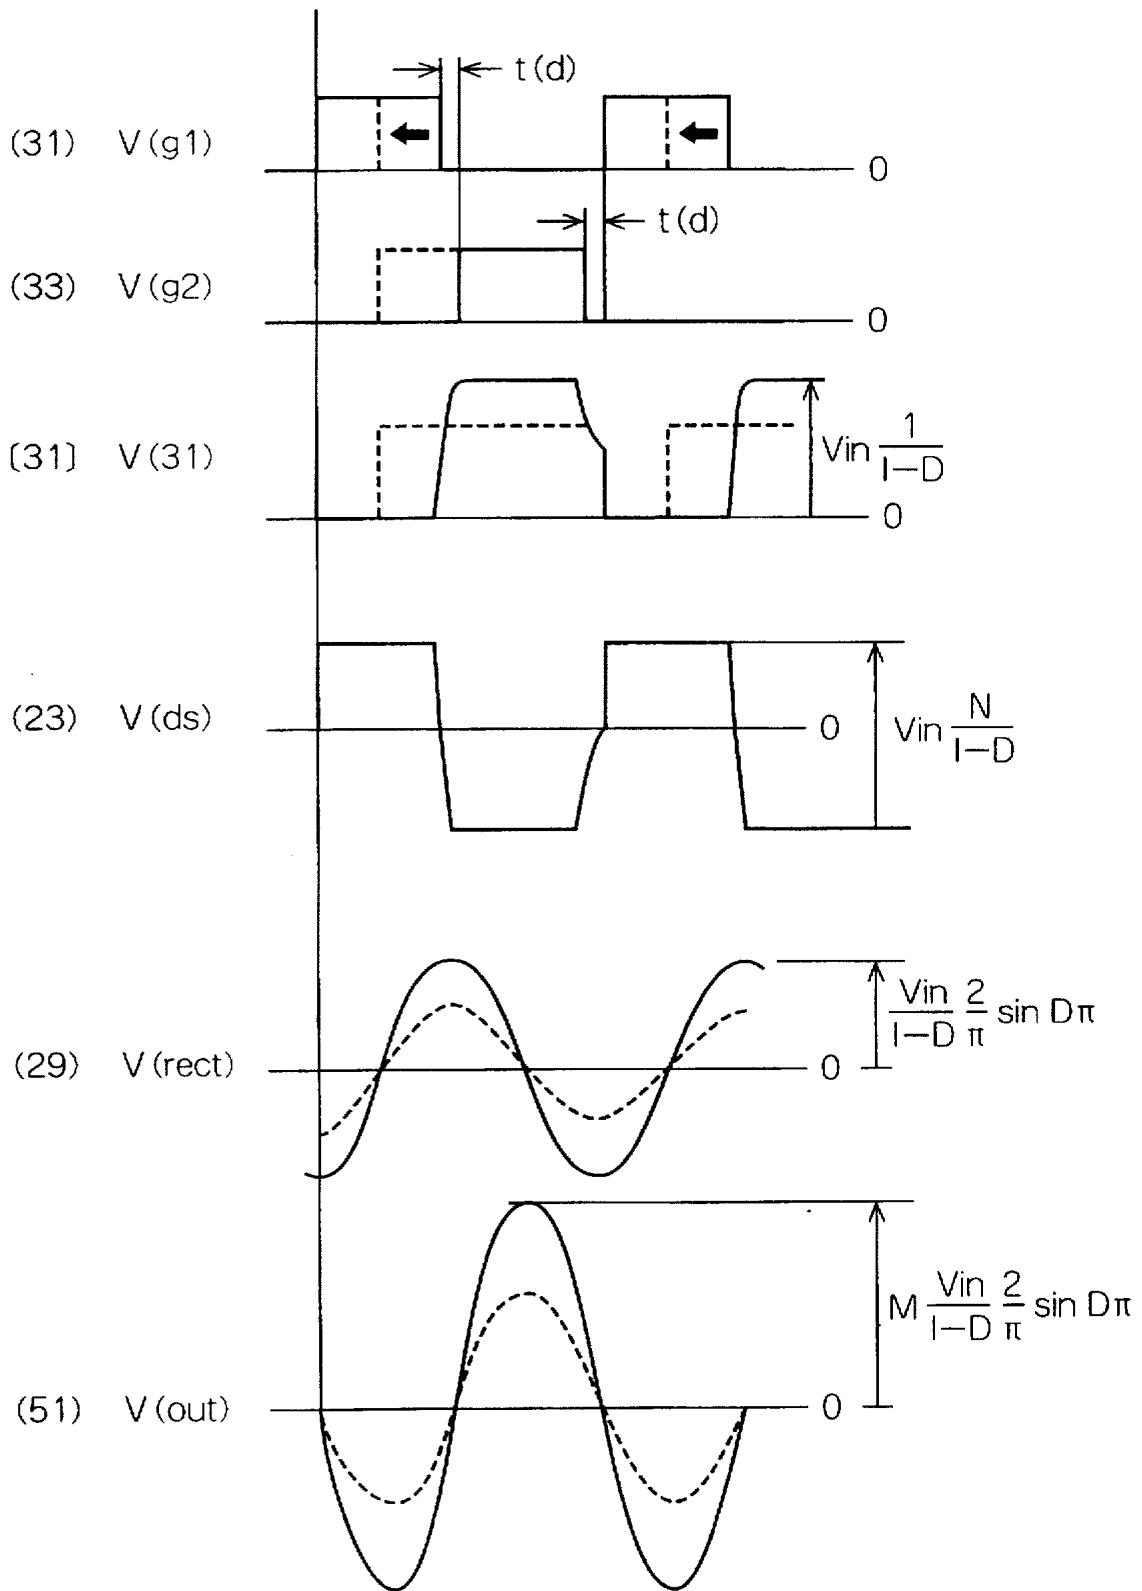 t(d)
(31) V(g1) 0
t(d)
(33) V(g2) 0
[31] V(31) Vin 1/(1-D)
0
(23) V(ds) 0 Vin N/(1-D)
(29) V(rect) 0 Vin/(1-D) 2/π sin Dπ
M Vin/(1-D) 2/π sin Dπ
(51) V(out) 0